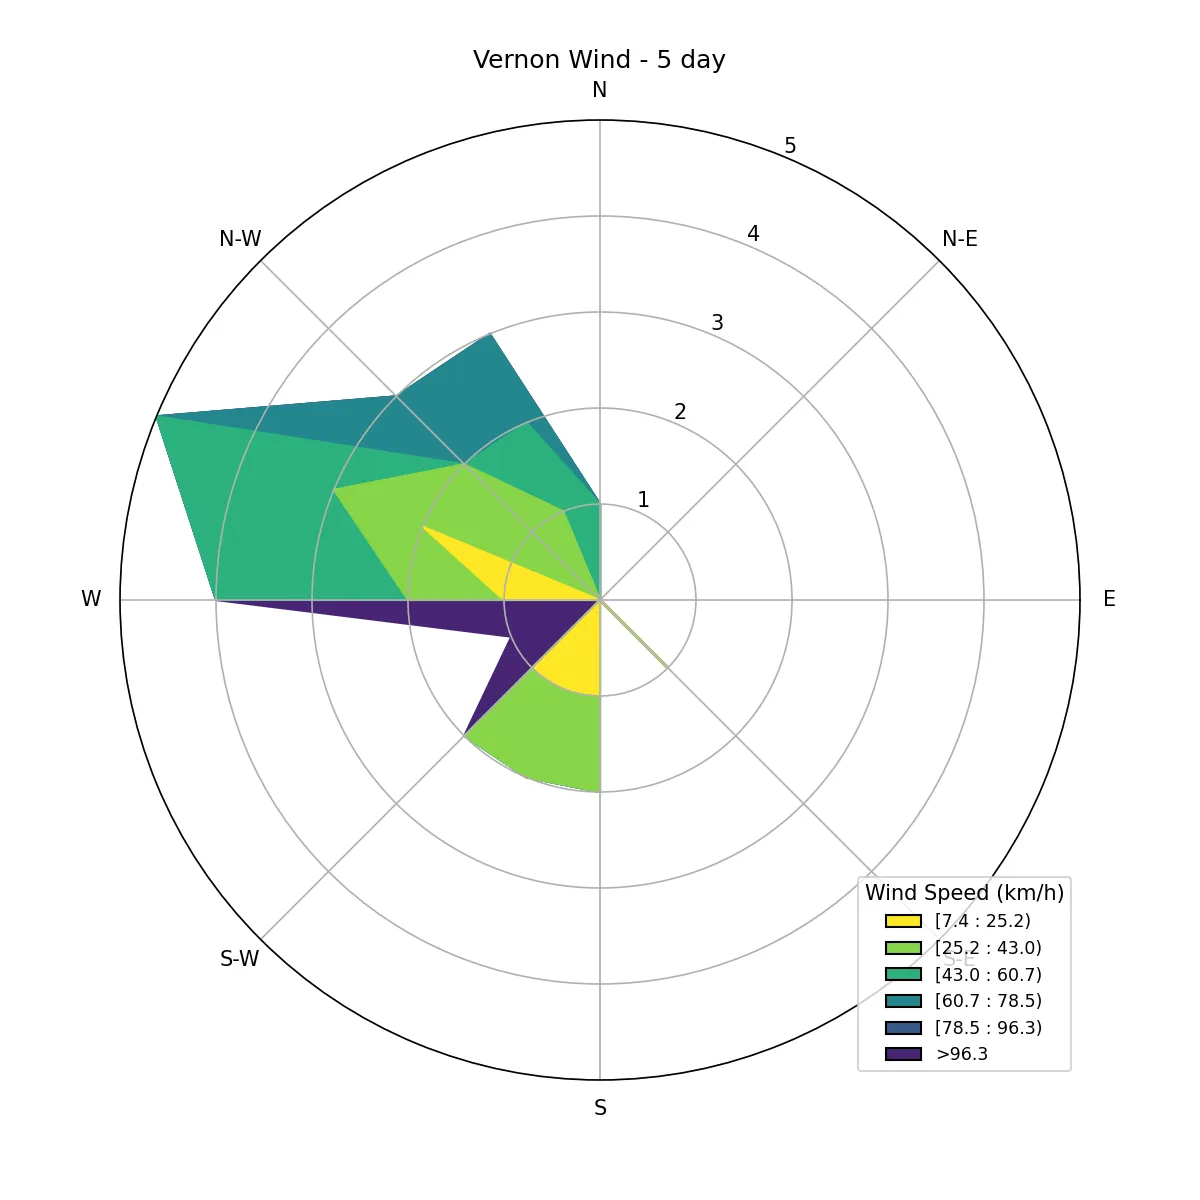 Vernon Wind - 5 day
N
5
N-W
N-E
4
3
2
1
W
E
S-W
S-E
S
Wind Speed (km/h)
[7.4 : 25.2)
[25.2 : 43.0)
[43.0 : 60.7)
[60.7 : 78.5)
[78.5 : 96.3)
>96.3